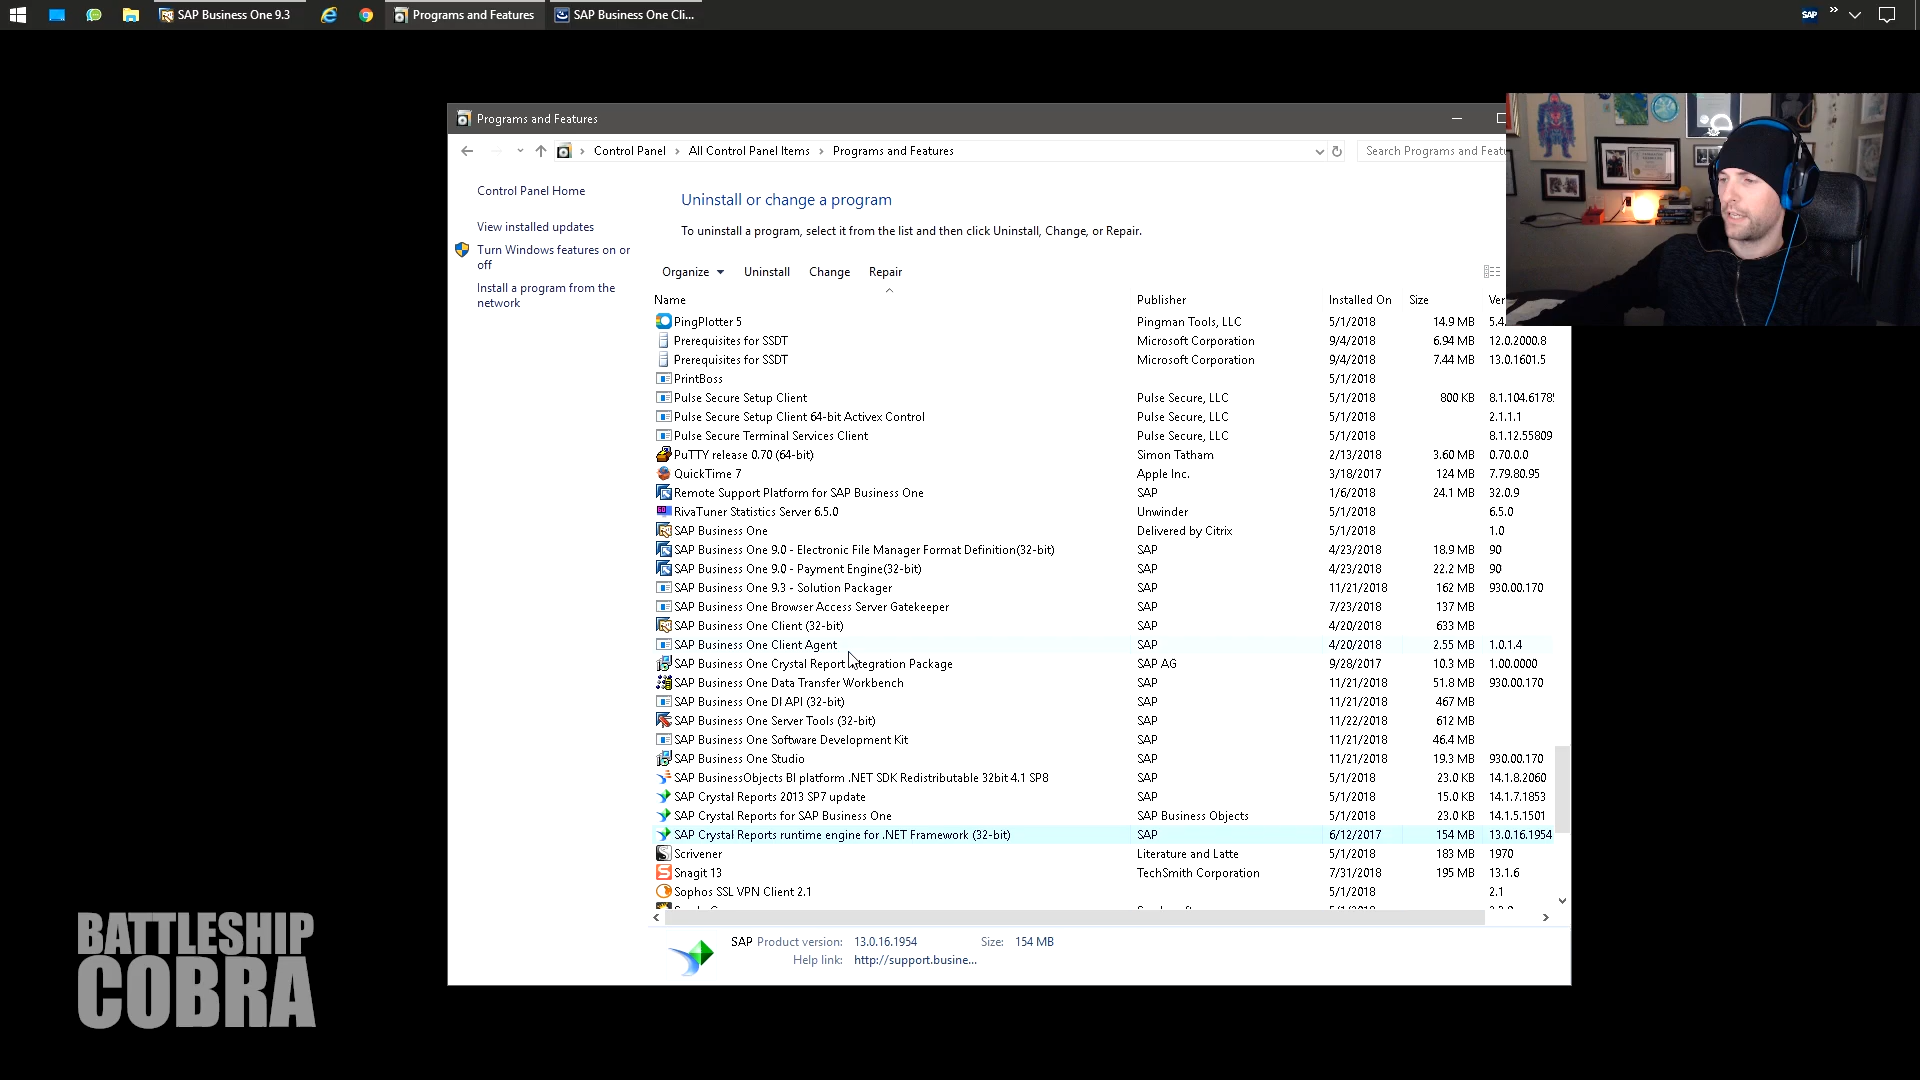 SAP Business One 9.3
Programs and Features
SAP Business One Cli...
SAP
Programs and Features
Control Panel > All Control Panel Items > Programs and Features
Search Programs and Featu
Control Panel Home
View installed updates
Turn Windows features on or
off
Install a program from the
network
Uninstall or change a program
To uninstall a program, select it from the list and then click Uninstall, Change, or Repair.
Organize Uninstall Change Repair
Name Publisher Installed On Size Ver
PingPlotter 5 Pingman Tools, LLC 5/1/2018 14.9 MB 5.4.
Prerequisites for SSDT Microsoft Corporation 9/4/2018 6.94 MB 12.0.2000.8
Prerequisites for SSDT Microsoft Corporation 9/4/2018 7.44 MB 13.0.1601.5
PrintBoss 5/1/2018
Pulse Secure Setup Client Pulse Secure, LLC 5/1/2018 800 KB 8.1.104.6178
Pulse Secure Setup Client 64-bit Activex Control Pulse Secure, LLC 5/1/2018 2.1.1.1
Pulse Secure Terminal Services Client Pulse Secure, LLC 5/1/2018 8.1.12.55809
PuTTY release 0.70 (64-bit) Simon Tatham 2/13/2018 3.60 MB 0.70.0.0
QuickTime 7 Apple Inc. 3/18/2017 124 MB 7.79.80.95
Remote Support Platform for SAP Business One SAP 1/6/2018 24.1 MB 32.0.9
RivaTuner Statistics Server 6.5.0 Unwinder 5/1/2018 6.5.0
SAP Business One Delivered by Citrix 5/1/2018 1.0
SAP Business One 9.0 - Electronic File Manager Format Definition(32-bit) SAP 4/23/2018 18.9 MB 90
SAP Business One 9.0 - Payment Engine(32-bit) SAP 4/23/2018 22.2 MB 90
SAP Business One 9.3 - Solution Packager SAP 11/21/2018 162 MB 930.00.170
SAP Business One Browser Access Server Gatekeeper SAP 7/23/2018 137 MB
SAP Business One Client (32-bit) SAP 4/20/2018 633 MB
SAP Business One Client Agent SAP 4/20/2018 2.55 MB 1.0.1.4
SAP Business One Crystal Report Integration Package SAP AG 9/28/2017 10.3 MB 1.00.0000
SAP Business One Data Transfer Workbench SAP 11/21/2018 51.8 MB 930.00.170
SAP Business One DI API (32-bit) SAP 11/21/2018 467 MB
SAP Business One Server Tools (32-bit) SAP 11/22/2018 612 MB
SAP Business One Software Development Kit SAP 11/21/2018 46.4 MB
SAP Business One Studio SAP 11/21/2018 19.3 MB 930.00.170
SAP BusinessObjects BI platform .NET SDK Redistributable 32bit 4.1 SP8 SAP 5/1/2018 23.0 KB 14.1.8.2060
SAP Crystal Reports 2013 SP7 update SAP 5/1/2018 15.0 KB 14.1.7.1853
SAP Crystal Reports for SAP Business One SAP Business Objects 5/1/2018 23.0 KB 14.1.5.1501
SAP Crystal Reports runtime engine for .NET Framework (32-bit) SAP 6/12/2017 154 MB 13.0.16.1954
Scrivener Literature and Latte 5/1/2018 183 MB 1970
Snagit 13 TechSmith Corporation 7/31/2018 195 MB 13.1.6
Sophos SSL VPN Client 2.1 5/1/2018 2.1
SAP Product version: 13.0.16.1954 Size: 154 MB
Help link: http://support.busine...
BATTLESHIP
COBRA